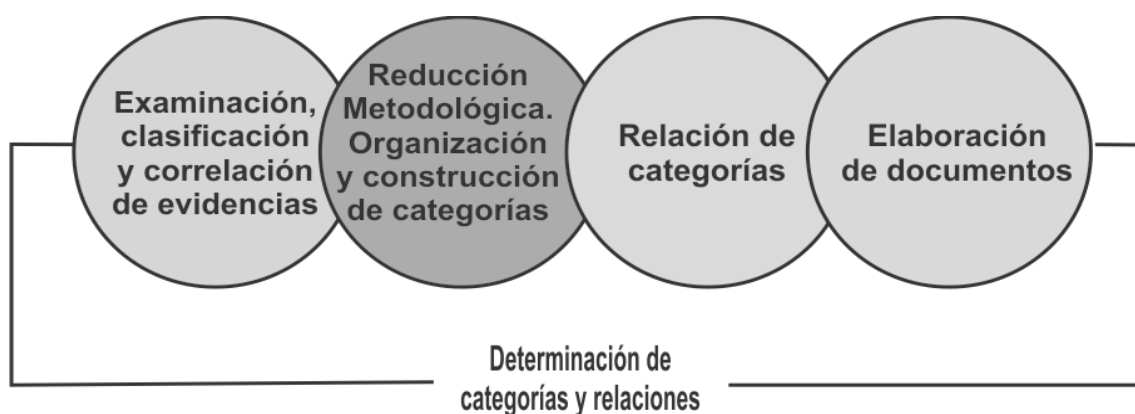 Examinación,
clasificación
y correlación
de evidencias
Reducción
Metodológica.
Organización
y construcción
de categorías
Relación de
categorías
Elaboración
de documentos
Determinación de
categorías y relaciones